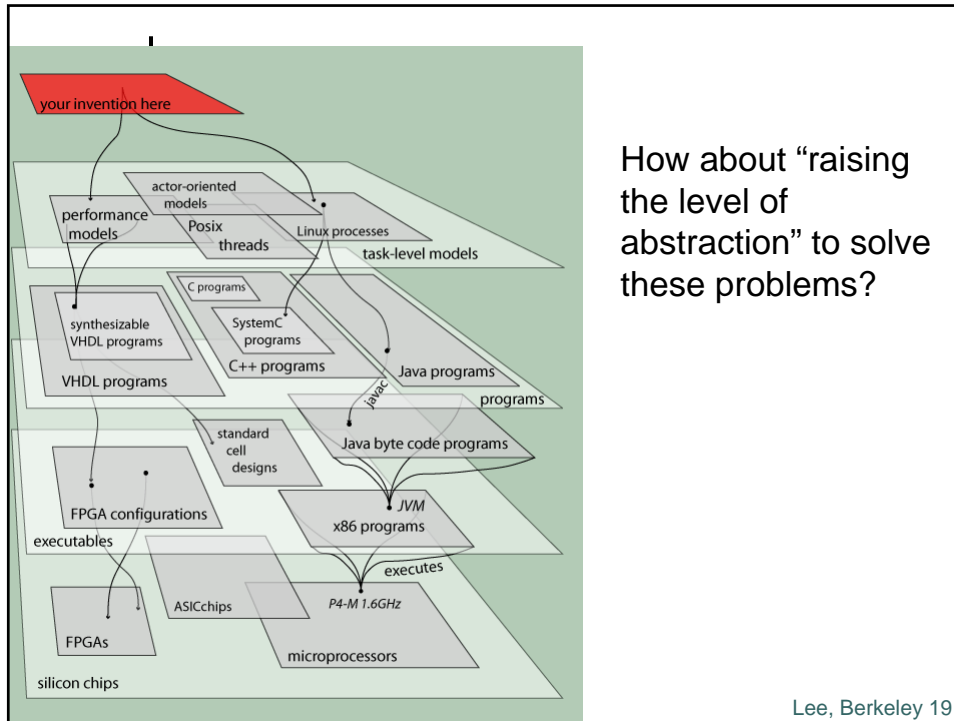 your invention here
actor-oriented
models
performance
models
Posix
threads
Linux processes
task-level models
C programs
synthesizable
VHDL programs
SystemC
programs
C++ programs
VHDL programs
Java programs
programs
javac
standard
cell
designs
Java byte code programs
FPGA configurations
JVM
x86 programs
executables
executes
ASICchips
P4-M 1.6GHz
FPGAs
microprocessors
silicon chips
How about “raising
the level of
abstraction” to solve
these problems?
Lee, Berkeley 19